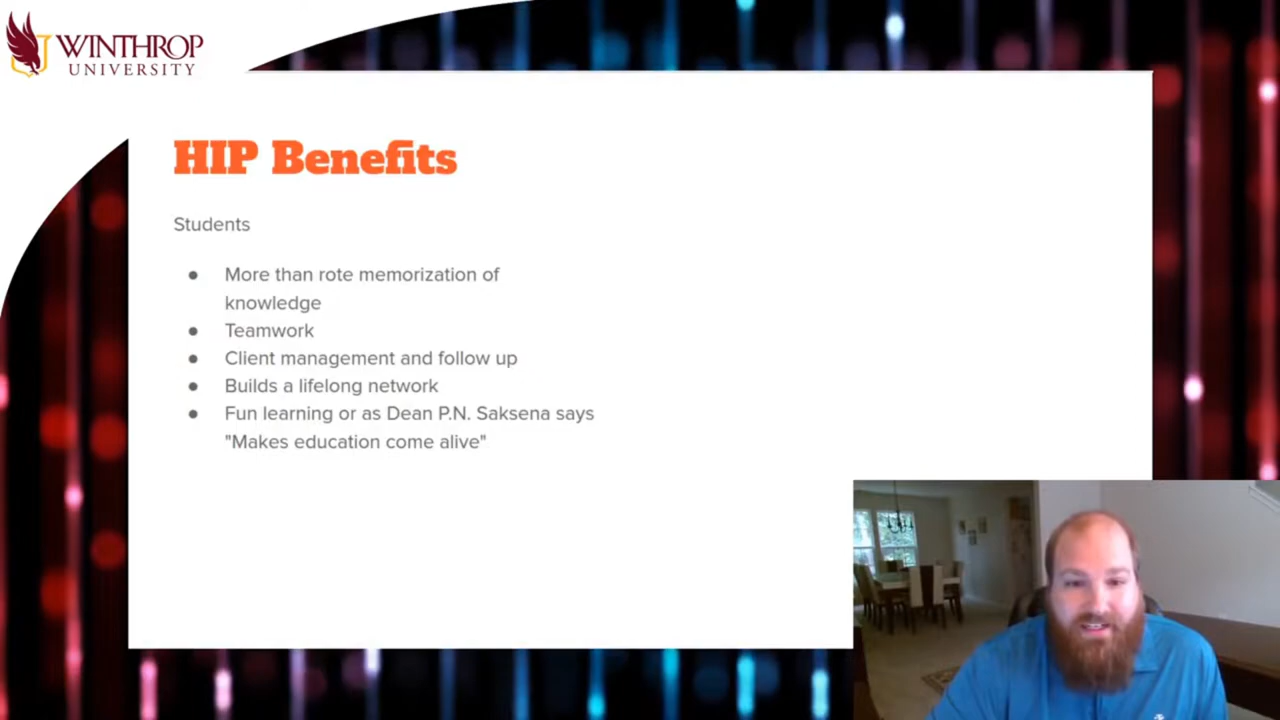 WINTHROP
UNIVERSITY
HIP Benefits
Students
● More than rote memorization of
knowledge
● Teamwork
● Client management and follow up
● Builds a lifelong network
● Fun learning or as Dean P.N. Saksena says
"Makes education come alive"